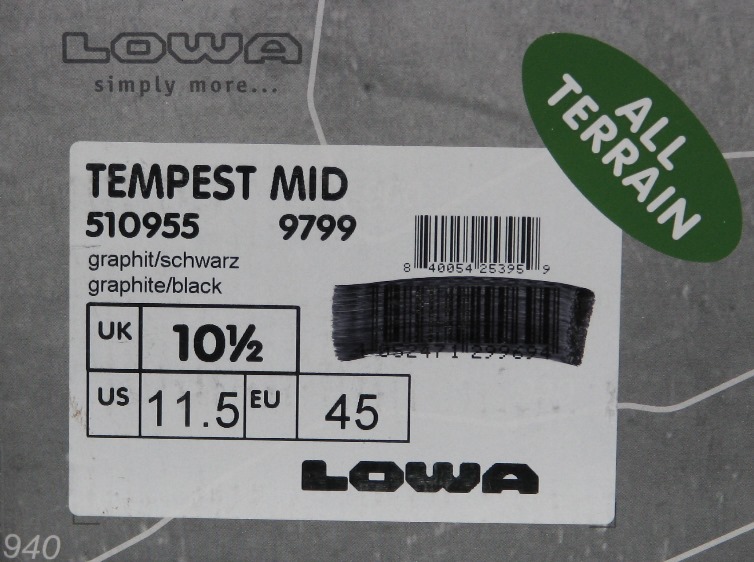 LOWA
simply more...
ALL
TERRAIN
TEMPEST MID
510955 9799
graphit/schwarz
graphite/black
8 40054 25395 9
UK 10½
US 11.5 EU 45
LOWA
940